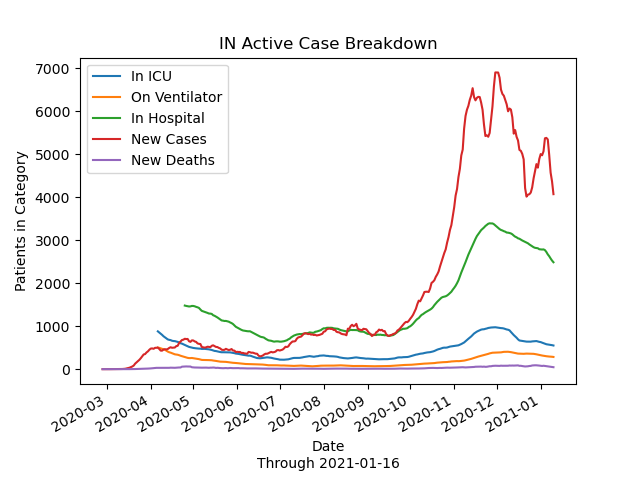 IN Active Case Breakdown
In ICU
On Ventilator
In Hospital
New Cases
New Deaths
7000
6000
5000
4000
3000
2000
1000
0
Patients in Category
2020-03
2020-04
2020-05
2020-06
2020-07
2020-08
2020-09
2020-10
2020-11
2020-12
2021-01
Date
Through 2021-01-16